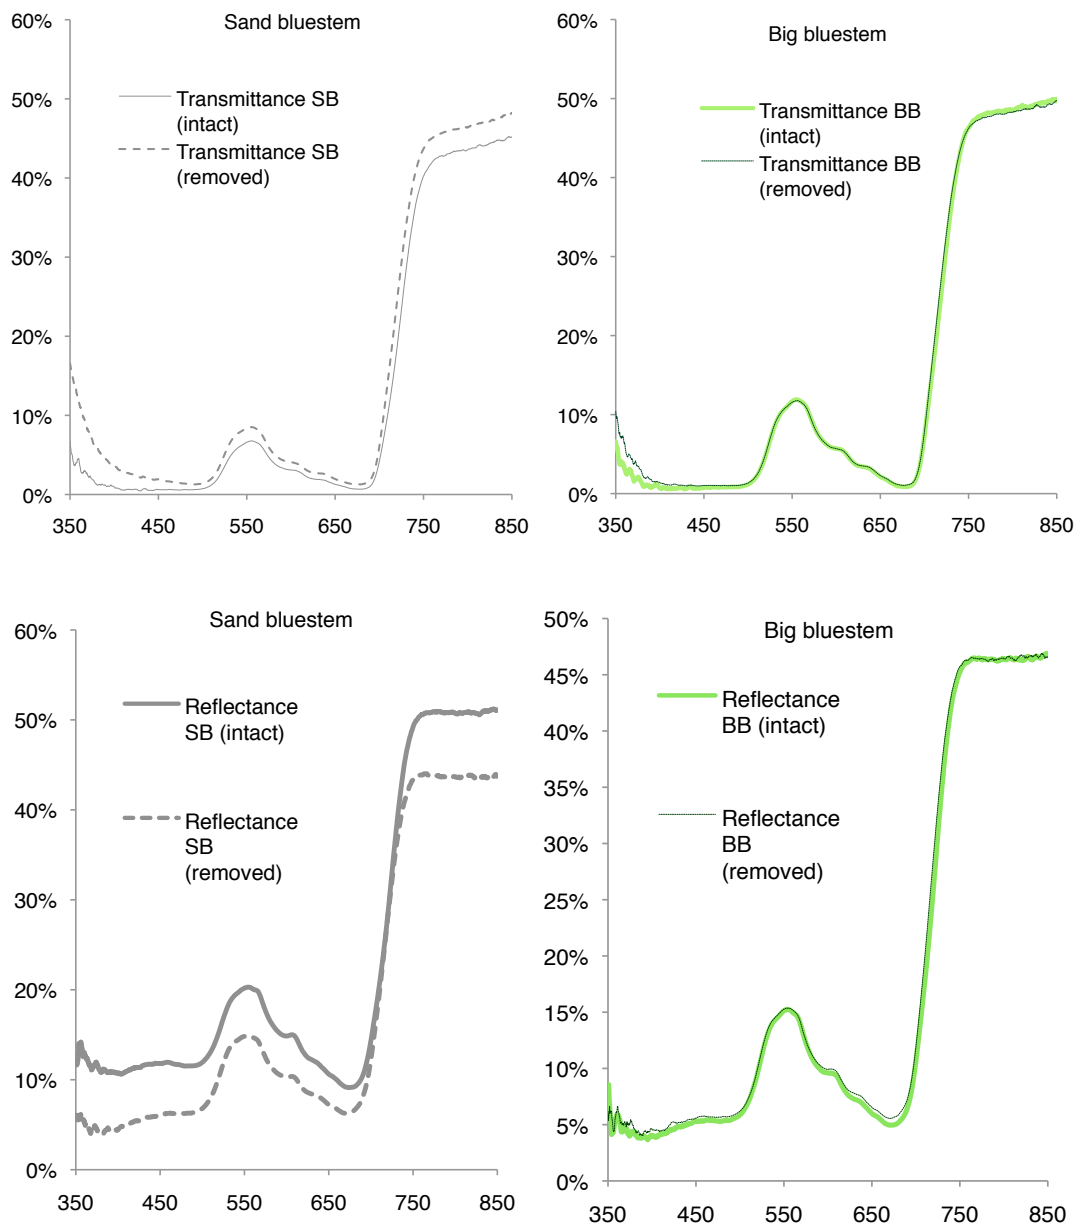 Sand bluestem
60%
50%
40%
30%
20%
10%
0%
Transmittance SB
(intact)
Transmittance SB
(removed)
350 450 550 650 750 850
Big bluestem
60%
50%
40%
30%
20%
10%
0%
Transmittance BB
(intact)
Transmittance BB
(removed)
350 450 550 650 750 850
Sand bluestem
60%
50%
40%
30%
20%
10%
0%
Reflectance
SB (intact)
Reflectance
SB
(removed)
350 450 550 650 750 850
Big bluestem
50%
45%
40%
35%
30%
25%
20%
15%
10%
5%
0%
Reflectance
BB (intact)
Reflectance
BB
(removed)
350 450 550 650 750 850